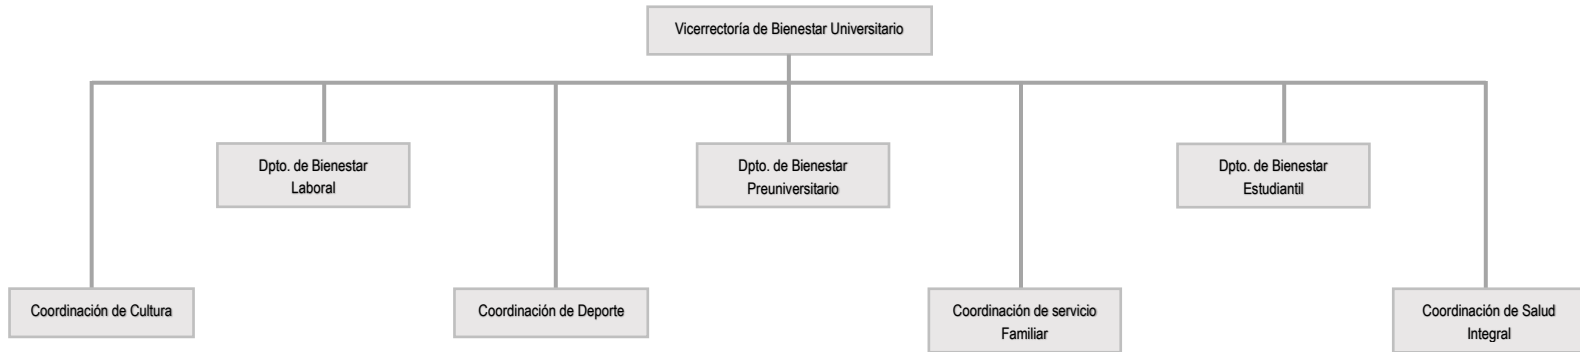 Vicerrectoría de Bienestar Universitario
Dpto. de Bienestar
Laboral
Dpto. de Bienestar
Preuniversitario
Dpto. de Bienestar
Estudiantil
Coordinación de Cultura
Coordinación de Deporte
Coordinación de servicio
Familiar
Coordinación de Salud
Integral